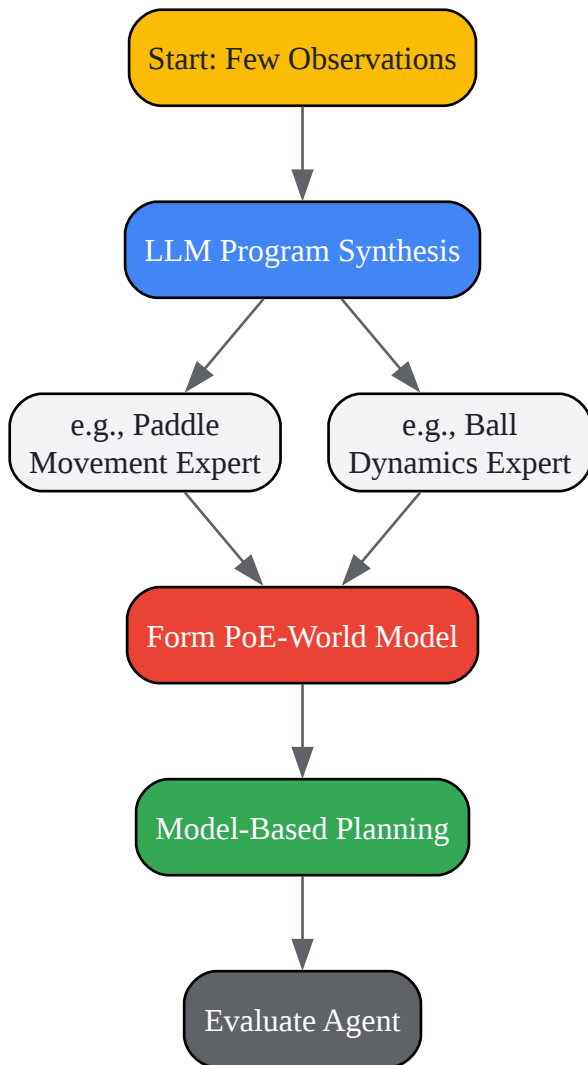 Start: Few Observations
LLM Program Synthesis
e.g., Paddle
Movement Expert
e.g., Ball
Dynamics Expert
Form PoE-World Model
Model-Based Planning
Evaluate Agent